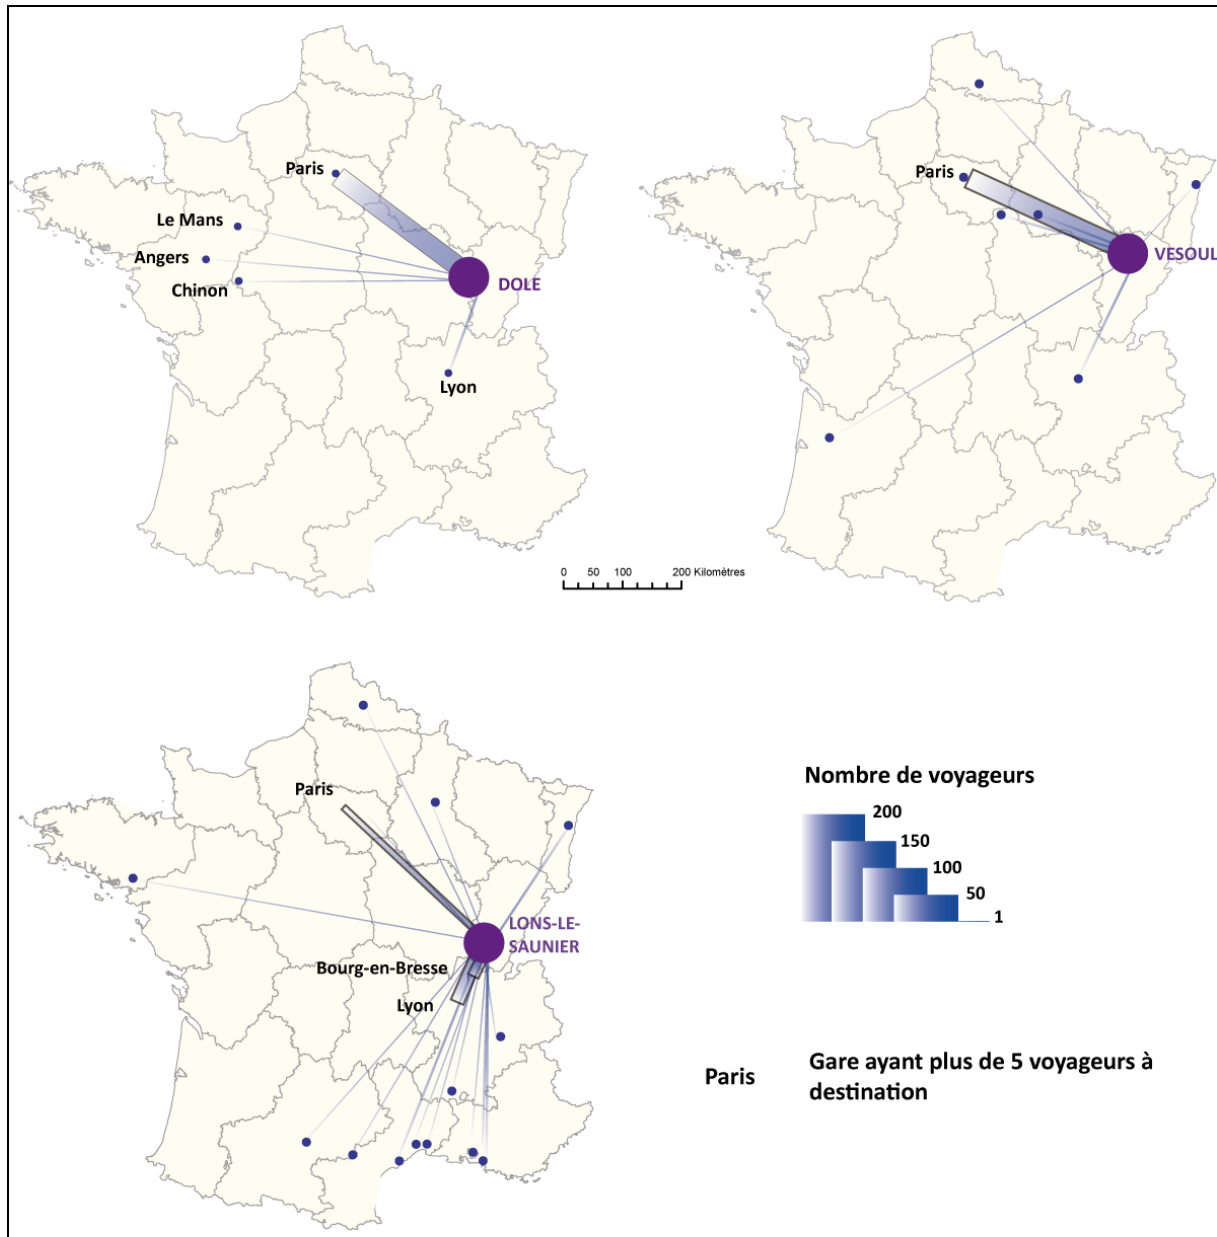 Paris
Le Mans
Angers
Chinon
DOLE
Lyon
Paris
VESOUL
0 50 100 200 Kilomètres
Paris
LONS-LE-
SAUNIER
Bourg-en-Bresse
Lyon
Nombre de voyageurs
200
150
100
50
1
Paris
Gare ayant plus de 5 voyageurs à
destination